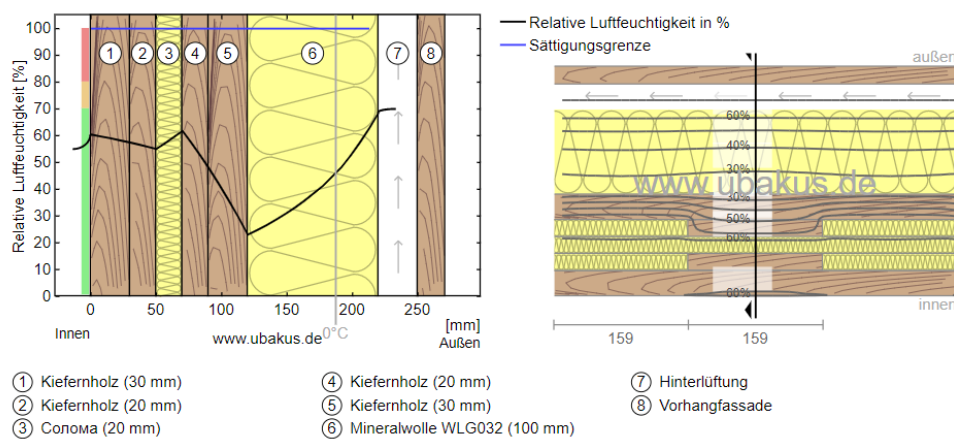 Relative Luftfeuchtigkeit in %
Sättigungsgrenze
Relative Luftfeuchtigkeit [%]
100
90
80
70
60
50
40
30
20
10
0
1 2 3 4 5 6 7 8
0 50 100 150 200 250 [mm]
Innen www.ubakus.de 0°C Außen
außen
60%
40%
30%
www.ubakus.de
30%
50%
60%
60%
innen
159 159
1 Kiefernholz (30 mm)
2 Kiefernholz (20 mm)
3 Солома (20 mm)
4 Kiefernholz (20 mm)
5 Kiefernholz (30 mm)
6 Mineralwolle WLG032 (100 mm)
7 Hinterlüftung
8 Vorhangfassade